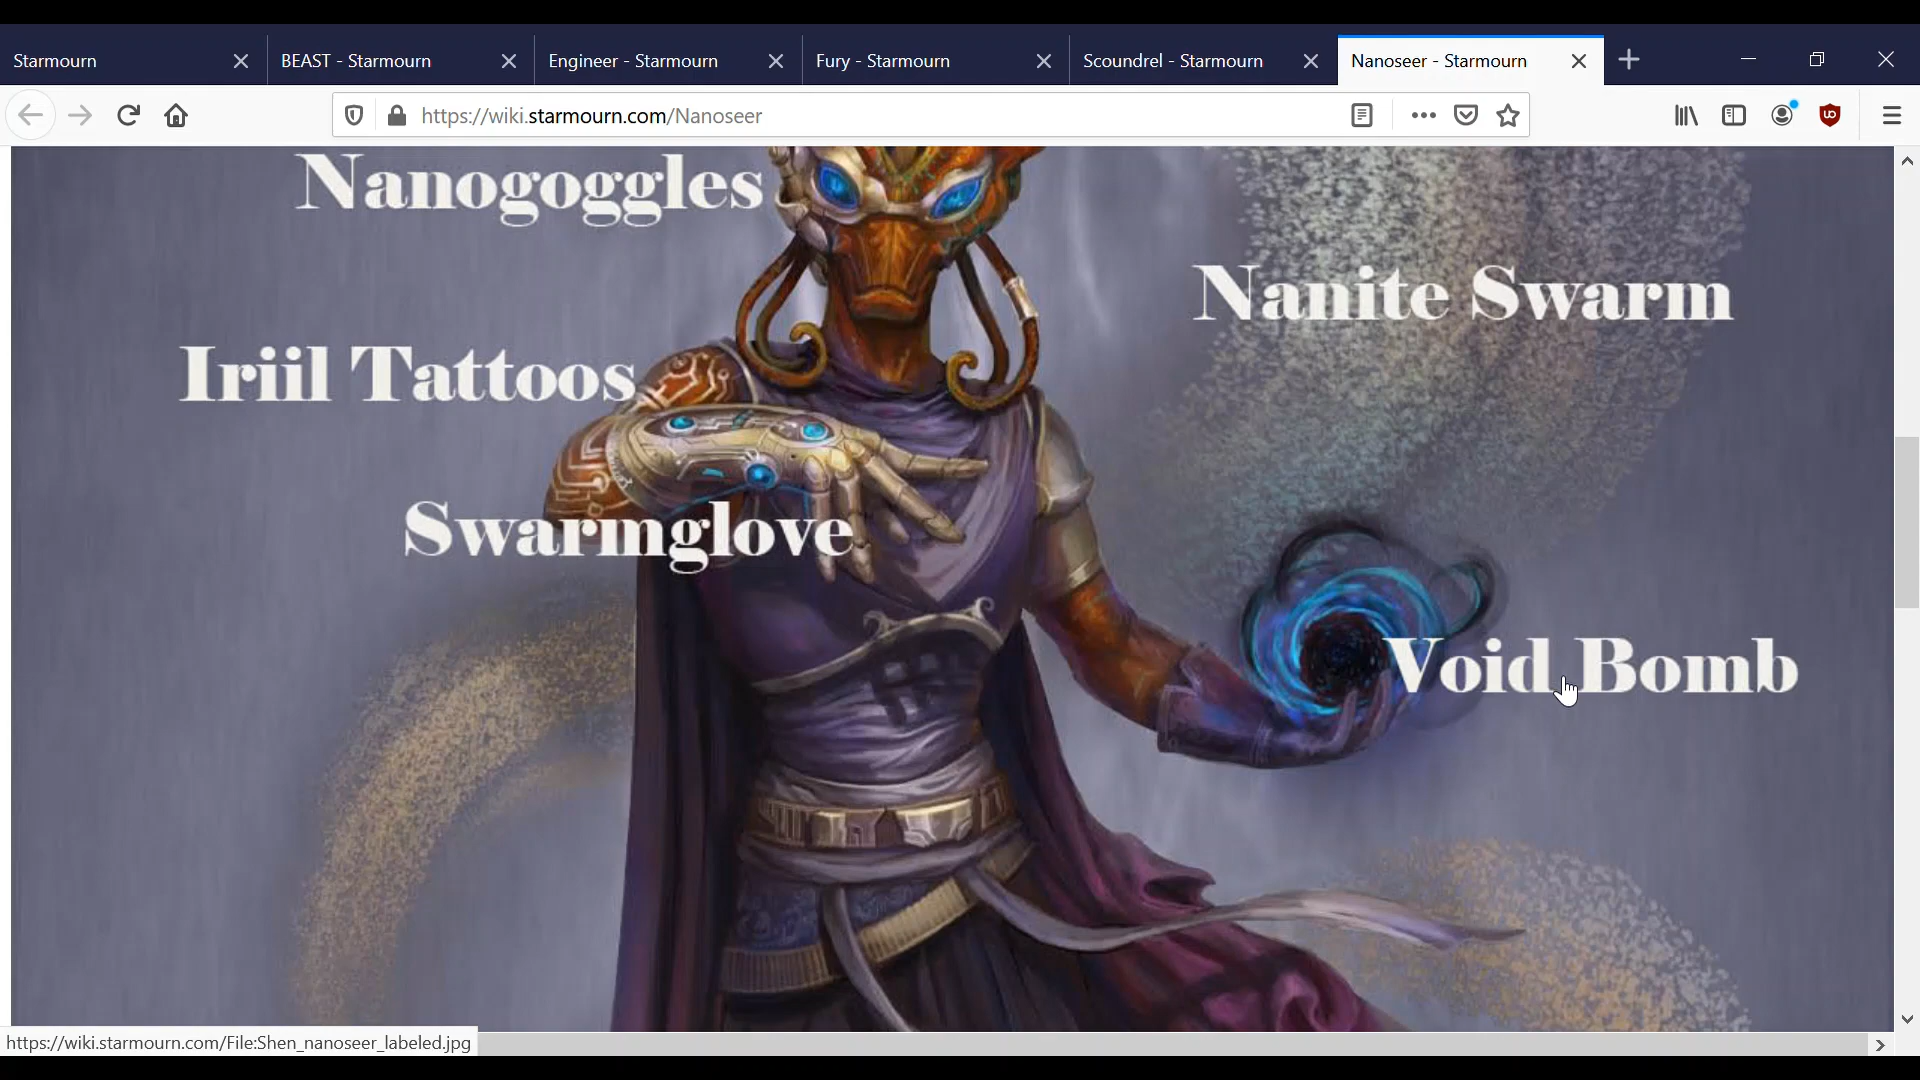 Starmourn
BEAST - Starmourn
Engineer - Starmourn
Fury - Starmourn
Scoundrel - Starmourn
Nanoseer - Starmourn
https://wiki.starmourn.com/Nanoseer
Nanogoggles
Nanite Swarm
Iriil Tattoos
Swarmglove
Void Bomb
https://wiki.starmourn.com/File:Shen_nanoseer_labeled.jpg